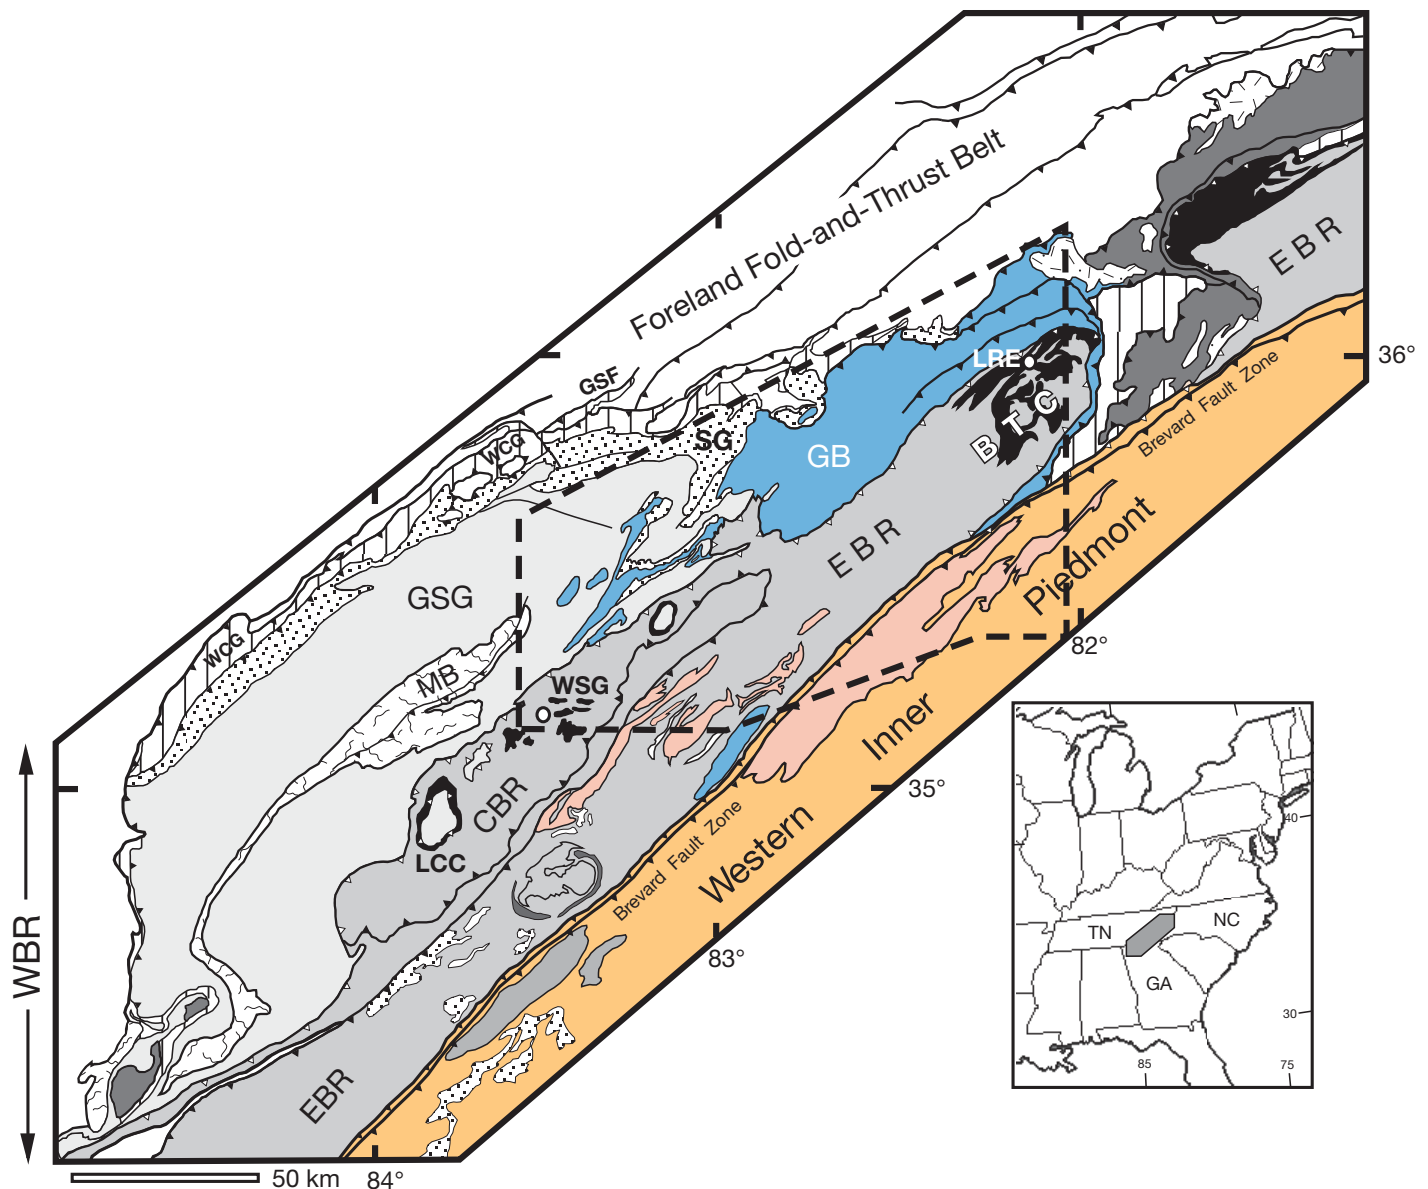 Foreland Fold-and-Thrust Belt
E B R
LRE
36°
GSF
B T C
Brevard Fault Zone
WCG
SG
GB
E B R
Piedmont
GSG
WCG
82°
MB
WSG
Inner
35°
CBR
LCC
Brevard Fault Zone
Western
40
TN
NC
WBR
83°
GA
30
EBR
85
75
50 km
84°